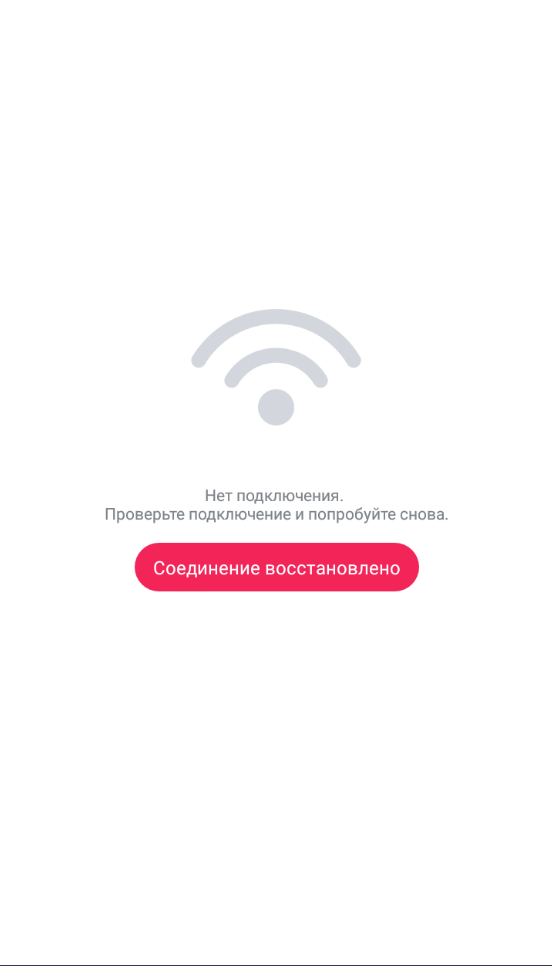 Нет подключения.
Проверьте подключение и попробуйте снова.
Соединение восстановлено